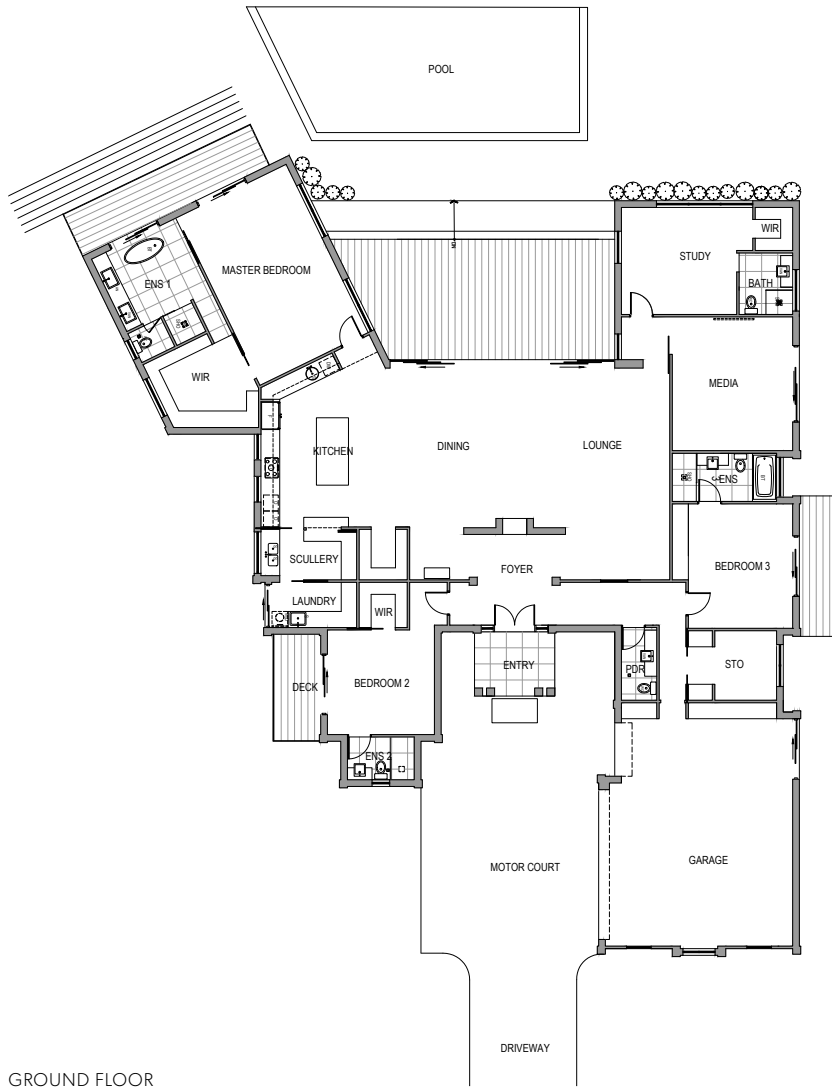 POOL
WIR
STUDY
MASTER BEDROOM
ENS 1
BATH
WIR
MEDIA
KITCHEN
DINING
LOUNGE
ENS 3
SCULLERY
FOYER
BEDROOM 3
LAUNDRY
WIR
ENTRY
PDR
STO
DECK
BEDROOM 2
ENS 2
GARAGE
MOTOR COURT
DRIVEWAY
GROUND FLOOR